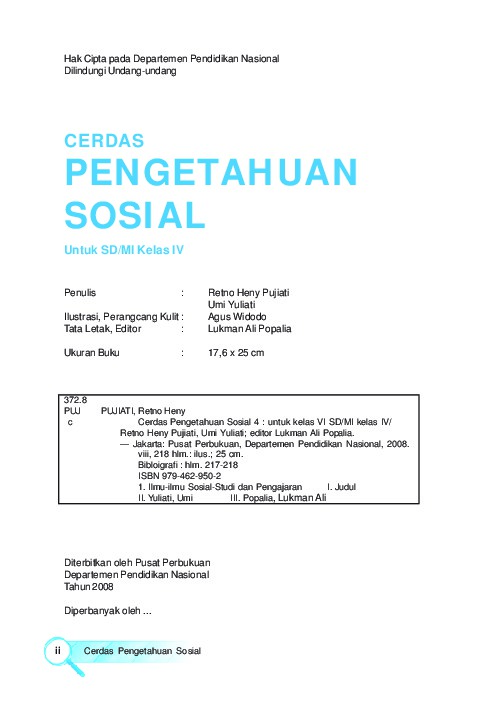 Hak Cipta pada Departemen Pendidikan Nasional
Dilindungi Undang-undang
CERDAS
PENGETAHUAN
SOSIAL
Untuk SD/MI Kelas IV
Penulis : Retno Heny Pujiati
Umi Yuliati
Ilustrasi, Perangcang Kulit : Agus Widodo
Tata Letak, Editor : Lukman Ali Popalia
Ukuran Buku : 17,6 x 25 cm
372.8
PUJ PUJIATI, Retno Heny
c Cerdas Pengetahuan Sosial 4 : untuk kelas VI SD/MI kelas IV/
Retno Heny Pujiati, Umi Yuliati; editor Lukman Ali Popalia.
— Jakarta: Pusat Perbukuan, Departemen Pendidikan Nasional, 2008.
viii, 218 hlm.: ilus.; 25 cm.
Bibloigrafi : hlm. 217-218
ISBN 979-462-950-2
1. Ilmu-ilmu Sosial-Studi dan Pengajaran I. Judul
II. Yuliati, Umi III. Popalia, Lukman Ali
Diterbitkan oleh Pusat Perbukuan
Departemen Pendidikan Nasional
Tahun 2008
Diperbanyak oleh ...
ii Cerdas Pengetahuan Sosial